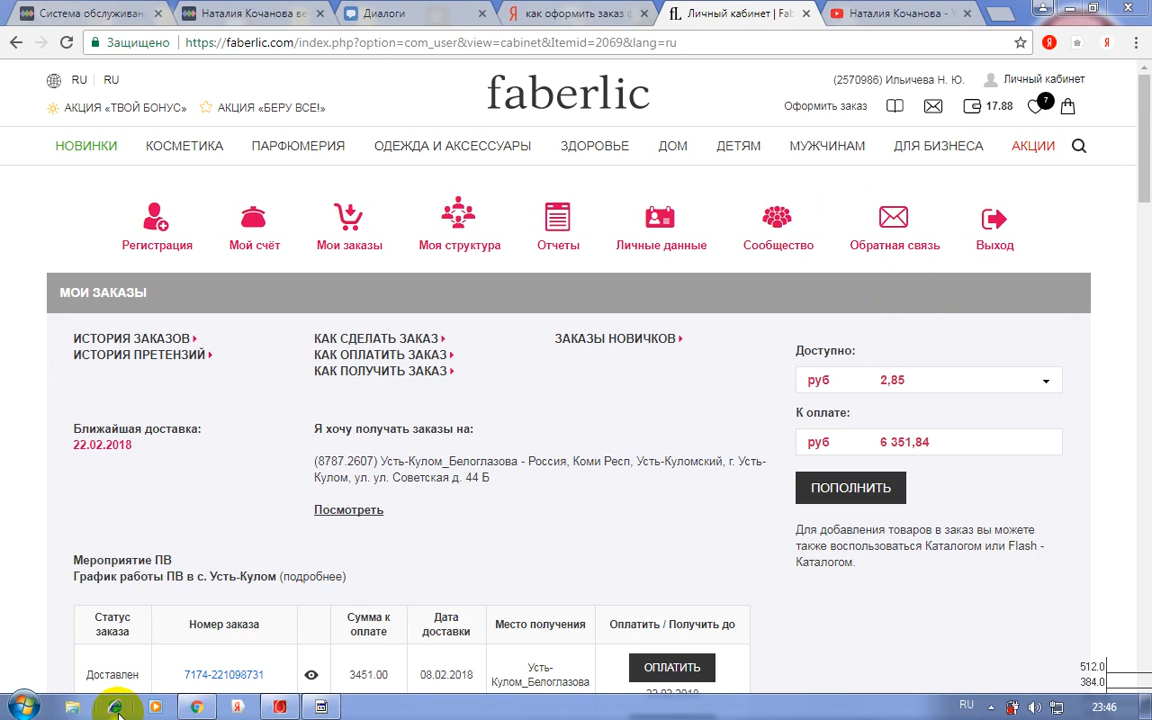 Система обслуживан
Наталия Кочанова ве
Диалоги
как оформить заказ ф
Личный кабинет | Fab
Наталия Кочанова - Y
Защищено
https://faberlic.com/index.php?option=com_user&view=cabinet&Itemid=2069&lang=ru
RU | RU
faberlic
(2570986) Ильичева Н. Ю. Личный кабинет
АКЦИЯ «ТВОЙ БОНУС» АКЦИЯ «БЕРУ ВСЕ!»
Оформить заказ 17.88 7
НОВИНКИ КОСМЕТИКА ПАРФЮМЕРИЯ ОДЕЖДА И АКСЕССУАРЫ ЗДОРОВЬЕ ДОМ ДЕТЯМ МУЖЧИНАМ ДЛЯ БИЗНЕСА АКЦИИ
Регистрация Мой счёт Мои заказы Моя структура Отчеты Личные данные Сообщество Обратная связь Выход
МОИ ЗАКАЗЫ
ИСТОРИЯ ЗАКАЗОВ
ИСТОРИЯ ПРЕТЕНЗИЙ
КАК СДЕЛАТЬ ЗАКАЗ
КАК ОПЛАТИТЬ ЗАКАЗ
КАК ПОЛУЧИТЬ ЗАКАЗ
ЗАКАЗЫ НОВИЧКОВ
Доступно:
руб 2,85
К оплате:
руб 6 351,84
ПОПОЛНИТЬ
Для добавления товаров в заказ вы можете
также воспользоваться Каталогом или Flash -
Каталогом.
Ближайшая доставка:
22.02.2018
Я хочу получать заказы на:
(8787.2607) Усть-Кулом_Белоглазова - Россия, Коми Респ, Усть-Куломский, г. Усть-
Кулом, ул. ул. Советская д. 44 Б
Посмотреть
Мероприятие ПВ
График работы ПВ в с. Усть-Кулом (подробнее)
Статус
заказа
Номер заказа
Сумма к
оплате
Дата
доставки
Место получения
Оплатить / Получить до
Доставлен
7174-221098731
3451.00
08.02.2018
Усть-
Кулом_Белоглазова
ОПЛАТИТЬ
22.02.2018
512.0
384.0
RU
23:46